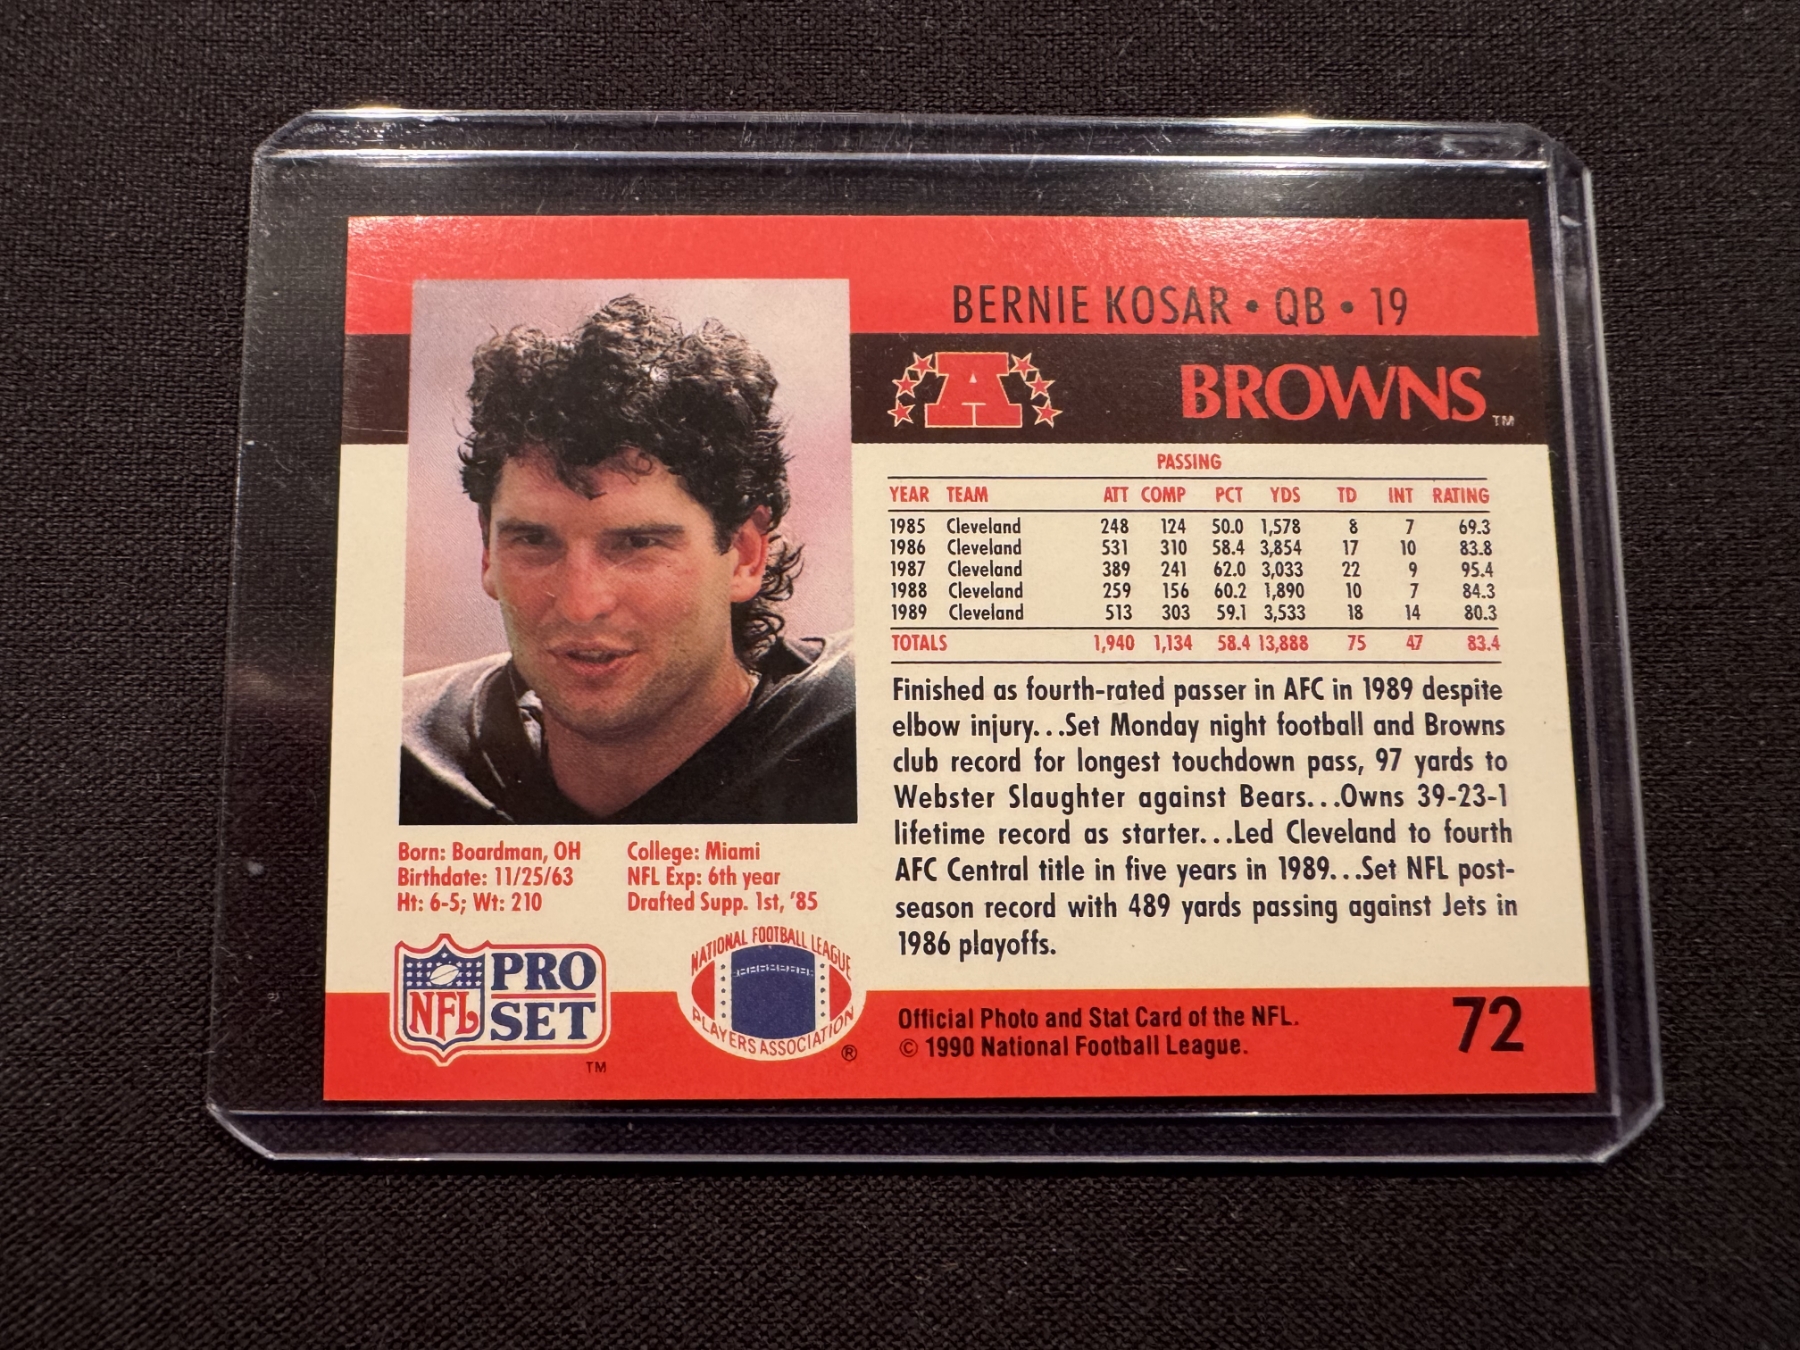 BERNIE KOSAR • QB • 19
A
BROWNS™
PASSING
YEAR TEAM ATT COMP PCT YDS TD INT RATING
1985 Cleveland 248 124 50.0 1,578 8 7 69.3
1986 Cleveland 531 310 58.4 3,854 17 10 83.8
1987 Cleveland 389 241 62.0 3,033 22 9 95.4
1988 Cleveland 259 156 60.2 1,890 10 7 84.3
1989 Cleveland 513 303 59.1 3,533 18 14 80.3
TOTALS 1,940 1,134 58.4 13,888 75 47 83.4
Finished as fourth-rated passer in AFC in 1989 despite
elbow injury...Set Monday night football and Browns
club record for longest touchdown pass, 97 yards to
Webster Slaughter against Bears...Owns 39-23-1
lifetime record as starter...Led Cleveland to fourth
AFC Central title in five years in 1989...Set NFL post-
season record with 489 yards passing against Jets in
1986 playoffs.
Born: Boardman, OH
Birthdate: 11/25/63
Ht: 6-5; Wt: 210
College: Miami
NFL Exp: 6th year
Drafted Supp. 1st, '85
NFL
PRO
SET
™
NATIONAL FOOTBALL LEAGUE
PLAYERS ASSOCIATION
®
Official Photo and Stat Card of the NFL.
© 1990 National Football League.
72